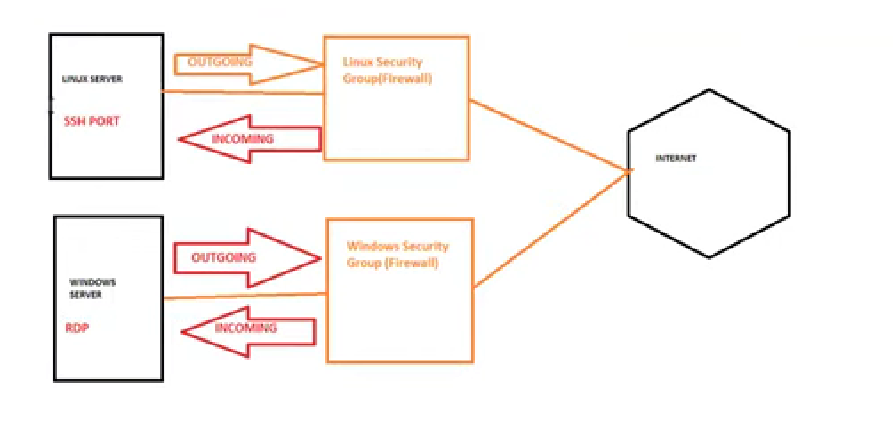 OUTGOING
Linux Security
Group(Firewall)
LINUX SERVER
SSH PORT
INCOMING
INTERNET
OUTGOING
Windows Security
Group (Firewall)
WINDOWS
SERVER
RDP
INCOMING